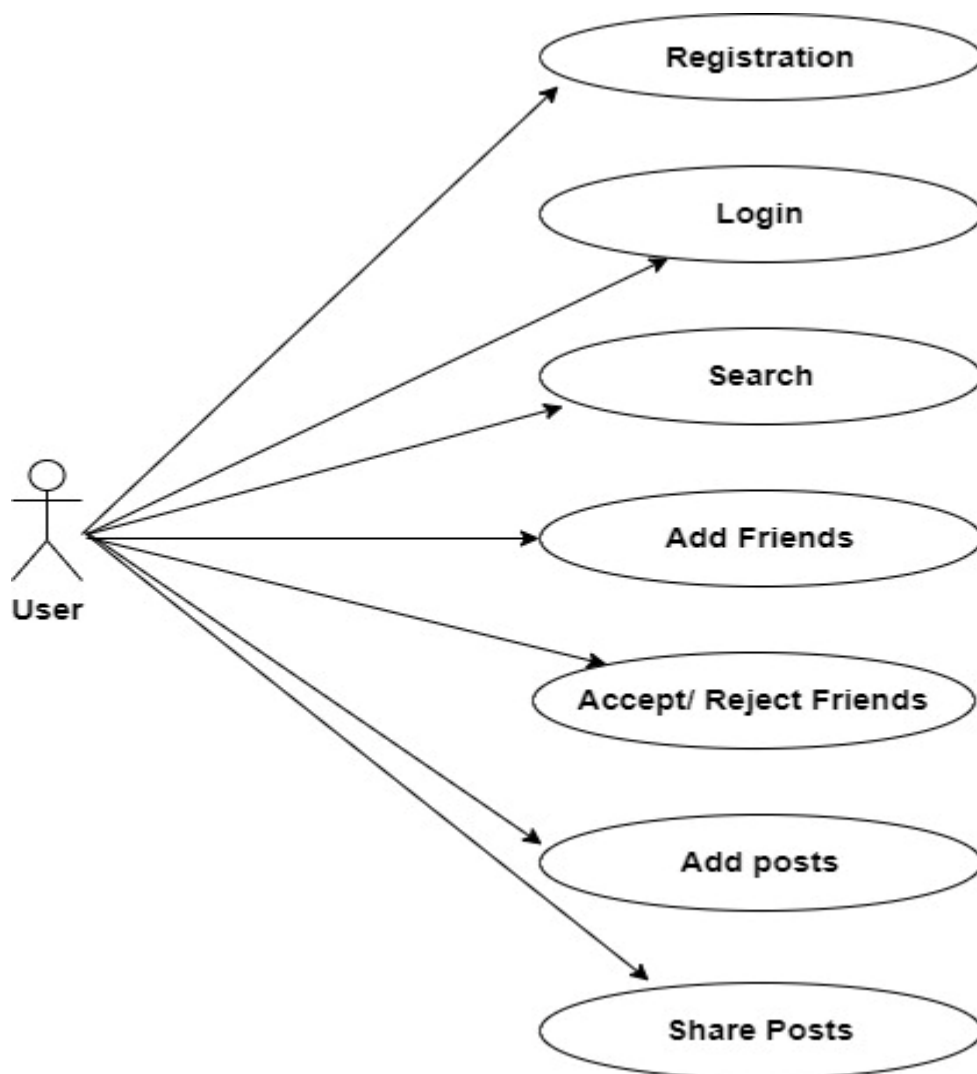 Registration
Login
Search
Add Friends
User
Accept/ Reject Friends
Add posts
Share Posts